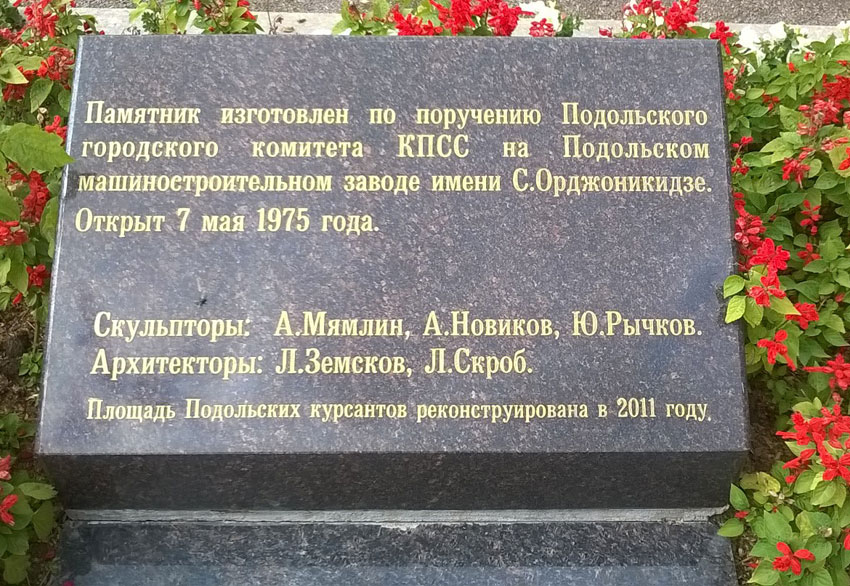 Памятник изготовлен по поручению Подольского
городского комитета КПСС на Подольском
машиностроительном заводе имени С.Орджоникидзе.
Открыт 7 мая 1975 года.
Скульпторы: А.Мямлин, А.Новиков, Ю.Рычков.
Архитекторы: Л.Земсков, Л.Скроб.
Площадь Подольских курсантов реконструирована в 2011 году.